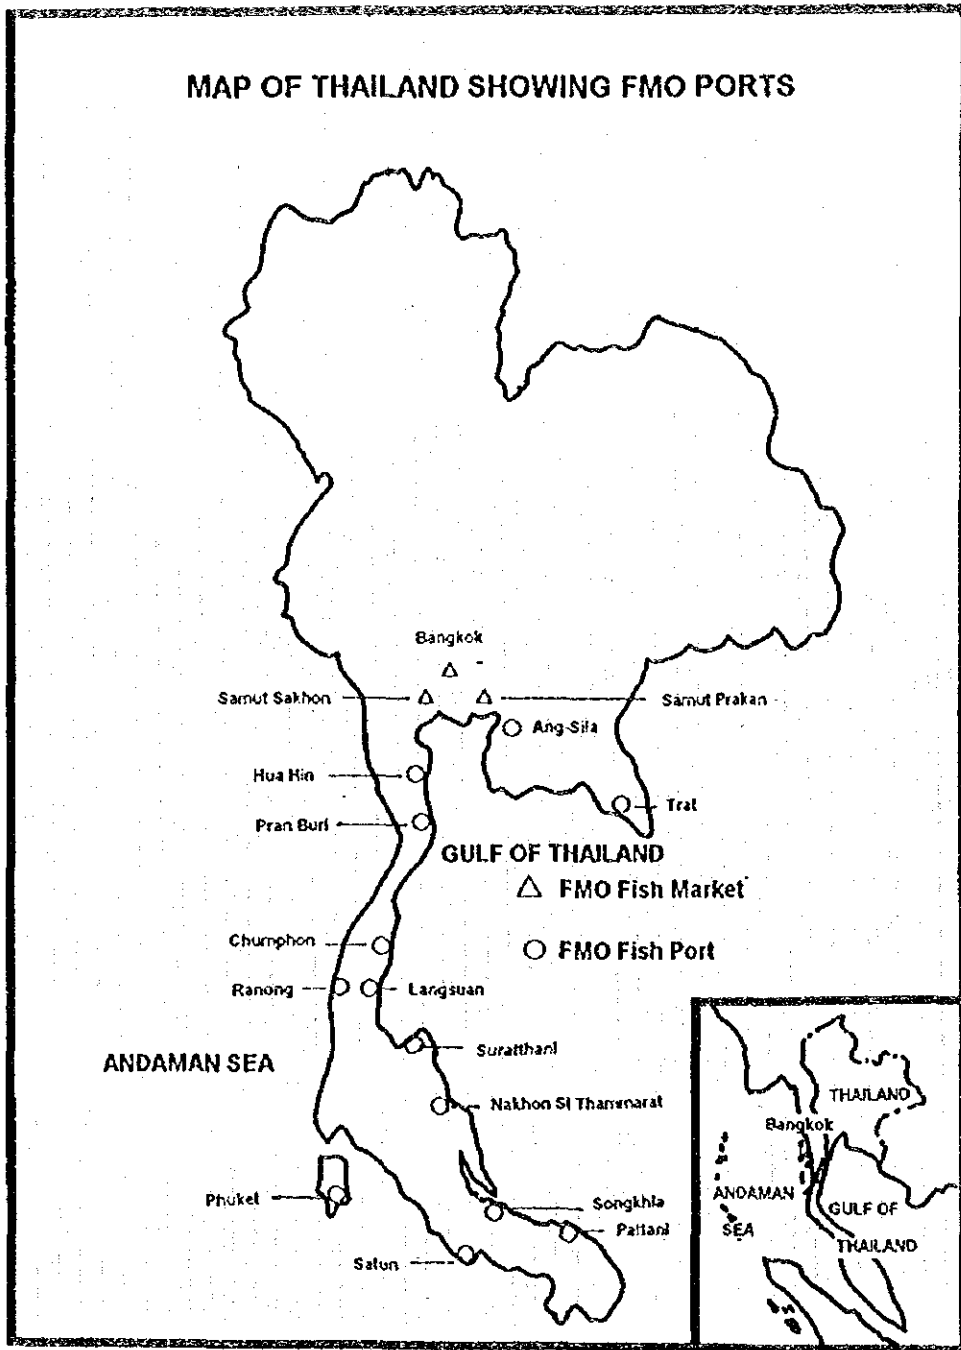 MAP OF THAILAND SHOWING FMO PORTS
Bangkok
Samut Sakhon
Samut Prakan
Ang-Sila
Hua Hin
Trat
Pran Buri
GULF OF THAILAND
FMO Fish Market
Chumphon
FMO Fish Port
Ranong
Langsuan
Suratthani
ANDAMAN SEA
Nakhon Si Thammarat
Phuket
Songkhla
Pattani
Satun
THAILAND
Bangkok
ANDAMAN
SEA
GULF OF
THAILAND